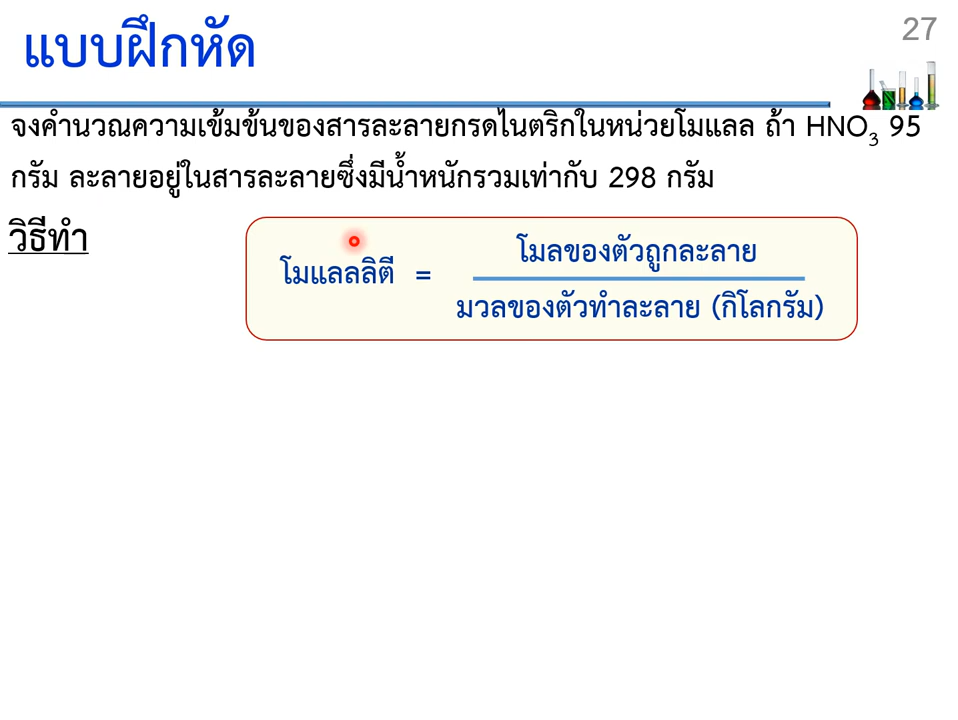 27
แบบฝึกหัด
จงคำนวณความเข้มข้นของสารละลายกรดไนตริกในหน่วยโมแลล ถ้า HNO3 95
กรัม ละลายอยู่ในสารละลายซึ่งมีน้ำหนักรวมเท่ากับ 298 กรัม
วิธีทำ
โมลของตัวถูกละลาย
โมแลลลิตี =
มวลของตัวทำละลาย (กิโลกรัม)